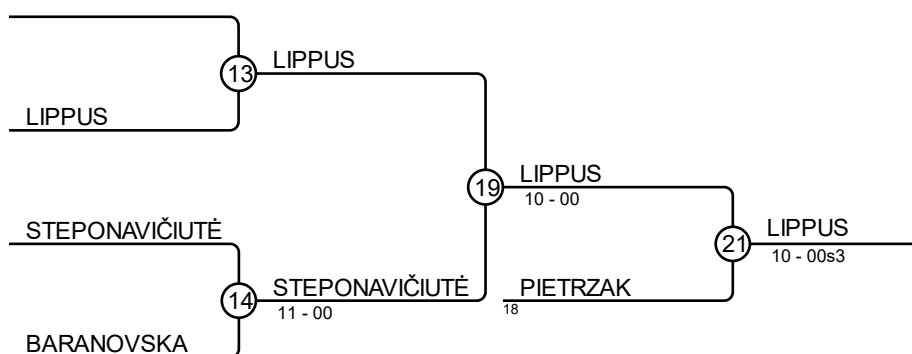 LIPPUS
13
LIPPUS
LIPPUS
19
10 - 00
STEPONAVIČIUTĖ
LIPPUS
21
10 - 00s3
STEPONAVIČIUTĖ
PIETRZAK
14
11 - 00
18
BARANOVSKA